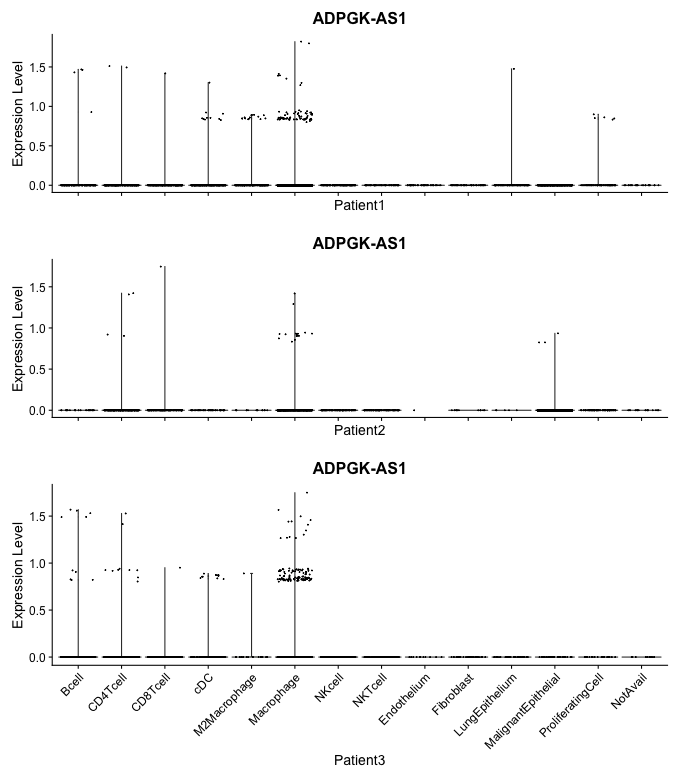 ADPGK-AS1
Expression Level
1.5
1.0
0.5
0.0
Patient1
ADPGK-AS1
Expression Level
1.5
1.0
0.5
0.0
Patient2
ADPGK-AS1
Expression Level
1.5
1.0
0.5
0.0
Bcell
CD4Tcell
CD8Tcell
cDC
M2Macrophage
Macrophage
NKcell
NKTcell
Endothelium
Fibroblast
LungEpithelium
MalignantEpithelial
ProliferatingCell
NotAvail
Patient3